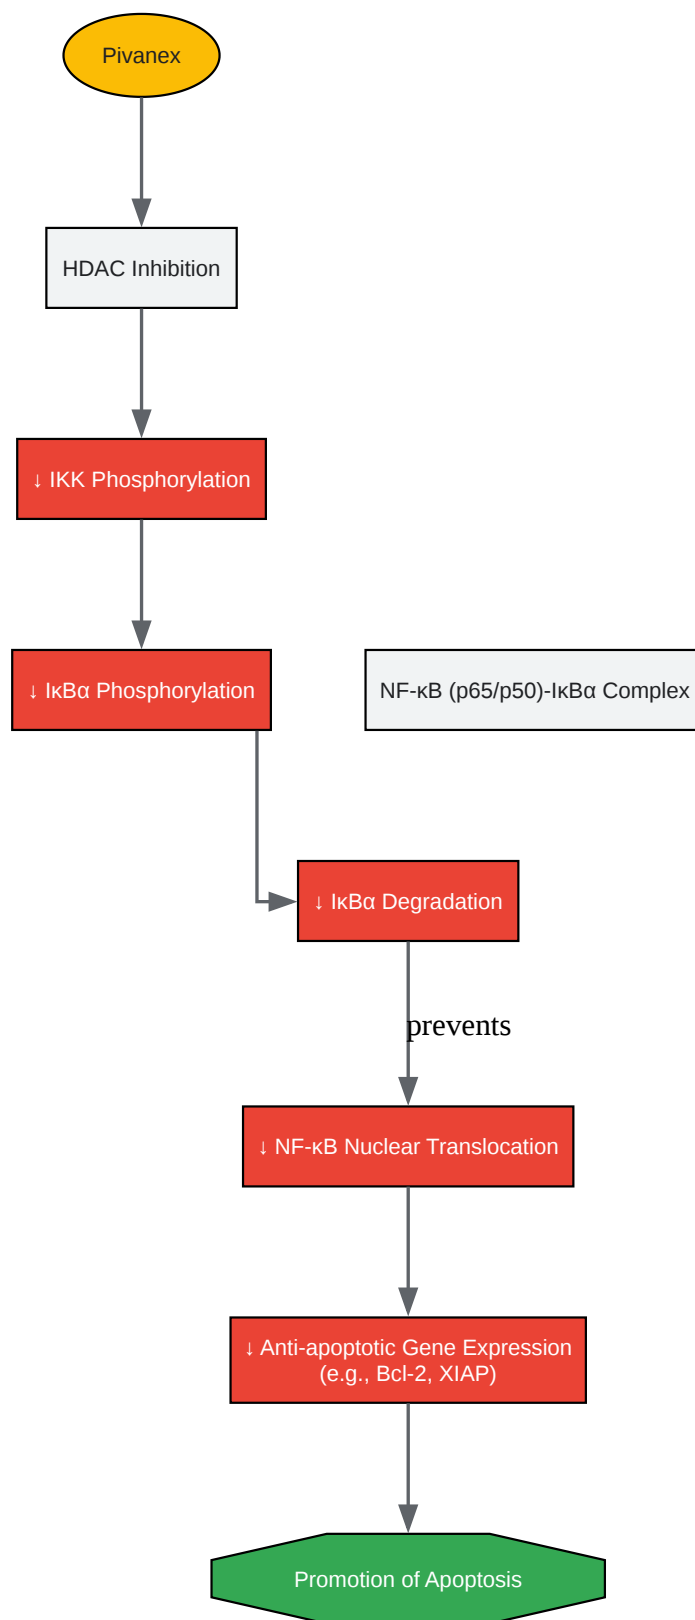 Pivanex
HDAC Inhibition
↓ IKK Phosphorylation
↓ IκBα Phosphorylation
NF-κB (p65/p50)-IκBα Complex
↓ IκBα Degradation
prevents
↓ NF-κB Nuclear Translocation
↓ Anti-apoptotic Gene Expression
(e.g., Bcl-2, XIAP)
Promotion of Apoptosis